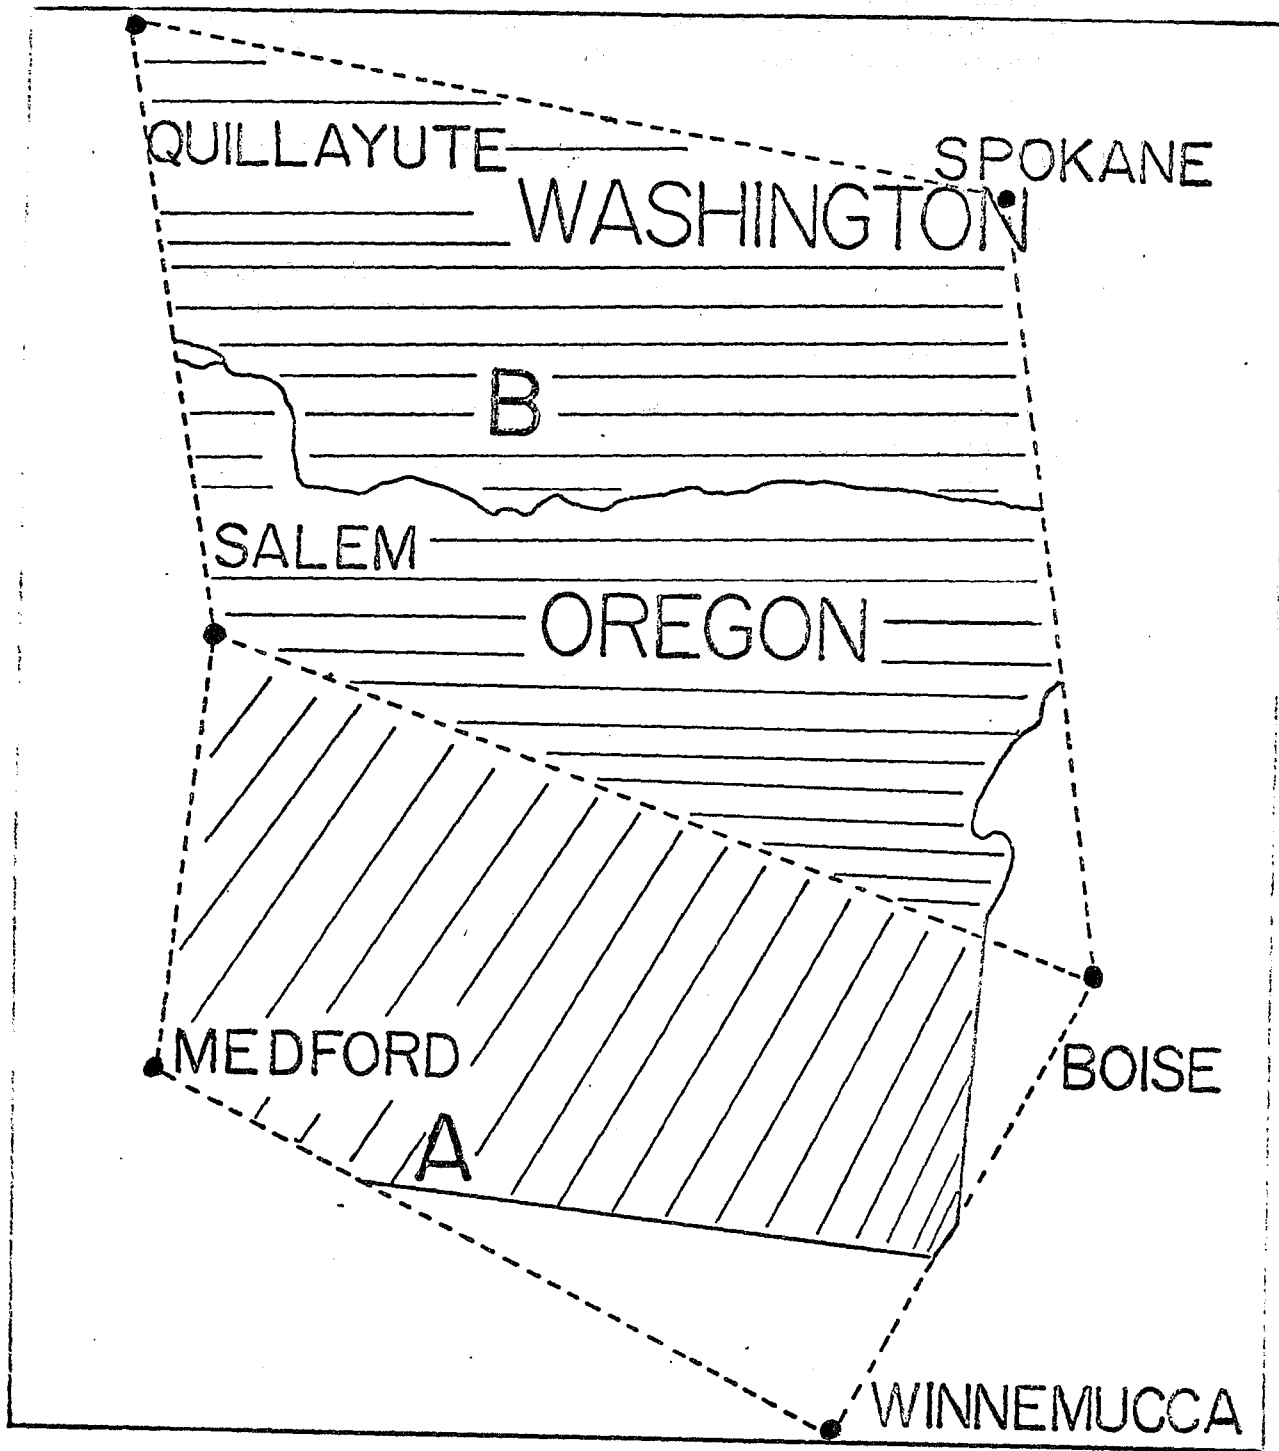 QUILLAYUTE
SPOKANE
WASHINGTON
B
SALEM
OREGON
MEDFORD
BOISE
A
WINNEMUCCA